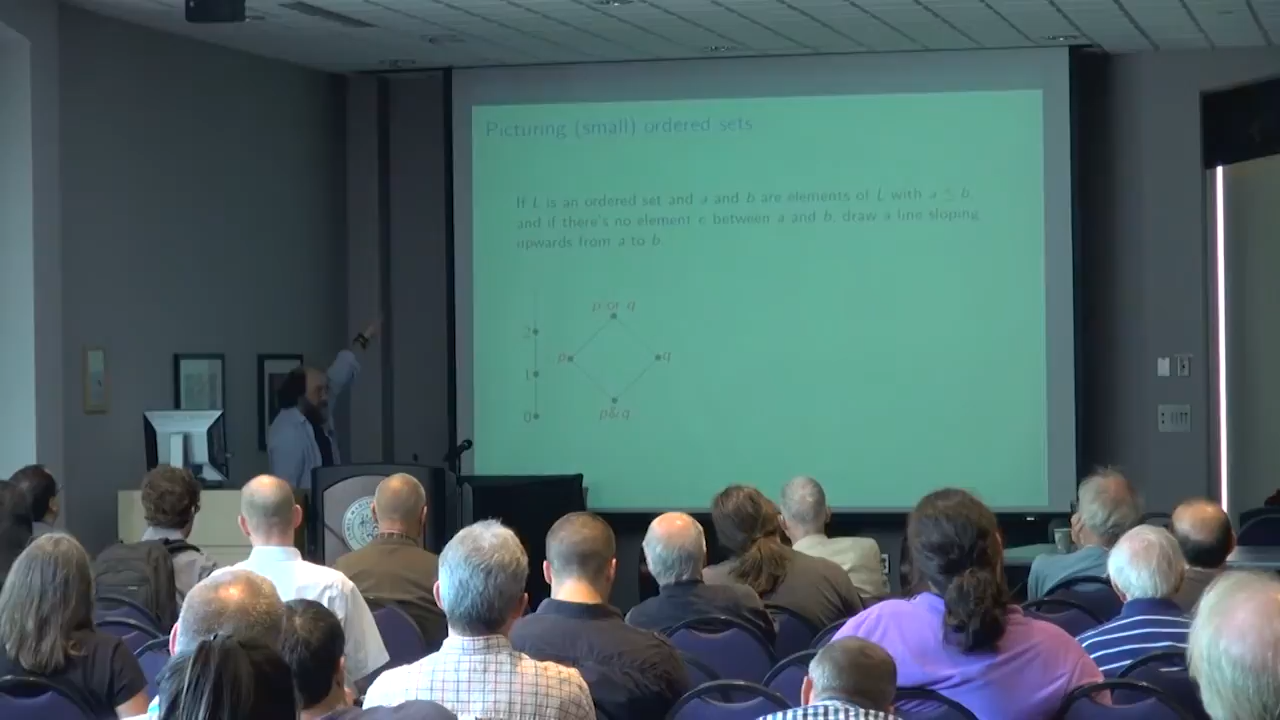 Picturing (small) ordered sets
If L is an ordered set and a and b are elements of L with a ≤ b,
and if there's no element c between a and b, draw a line sloping
upwards from a to b.
p or q
2
p
q
1
0
p&q